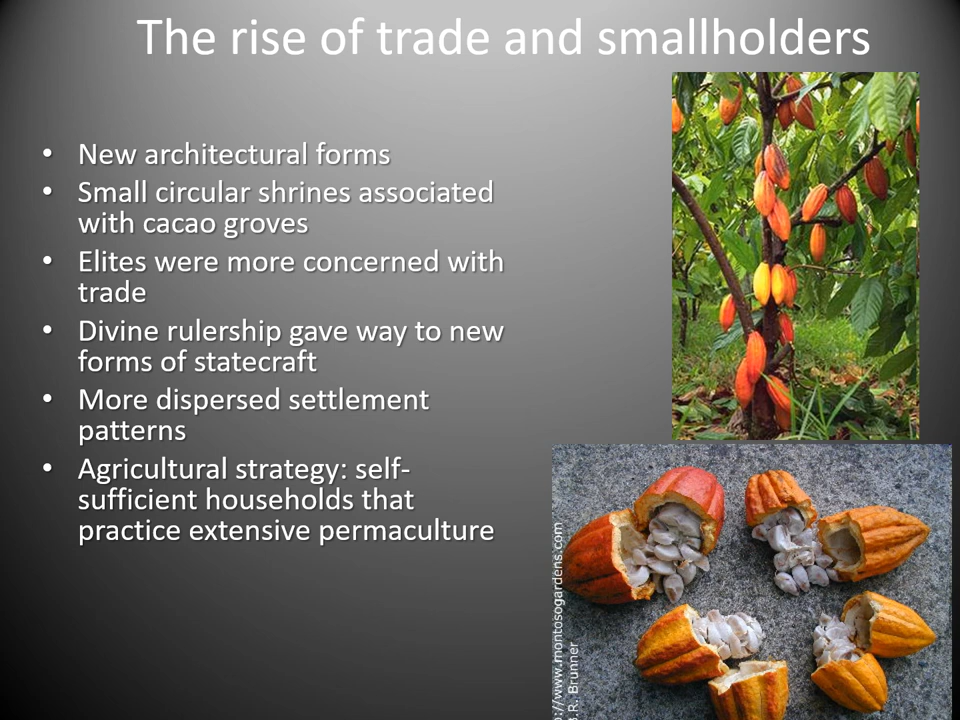 The rise of trade and smallholders
• New architectural forms
• Small circular shrines associated
with cacao groves
• Elites were more concerned with
trade
• Divine rulership gave way to new
forms of statecraft
• More dispersed settlement
patterns
• Agricultural strategy: self-
sufficient households that
practice extensive permaculture
://www.montosogardens.com
.R. Brunner